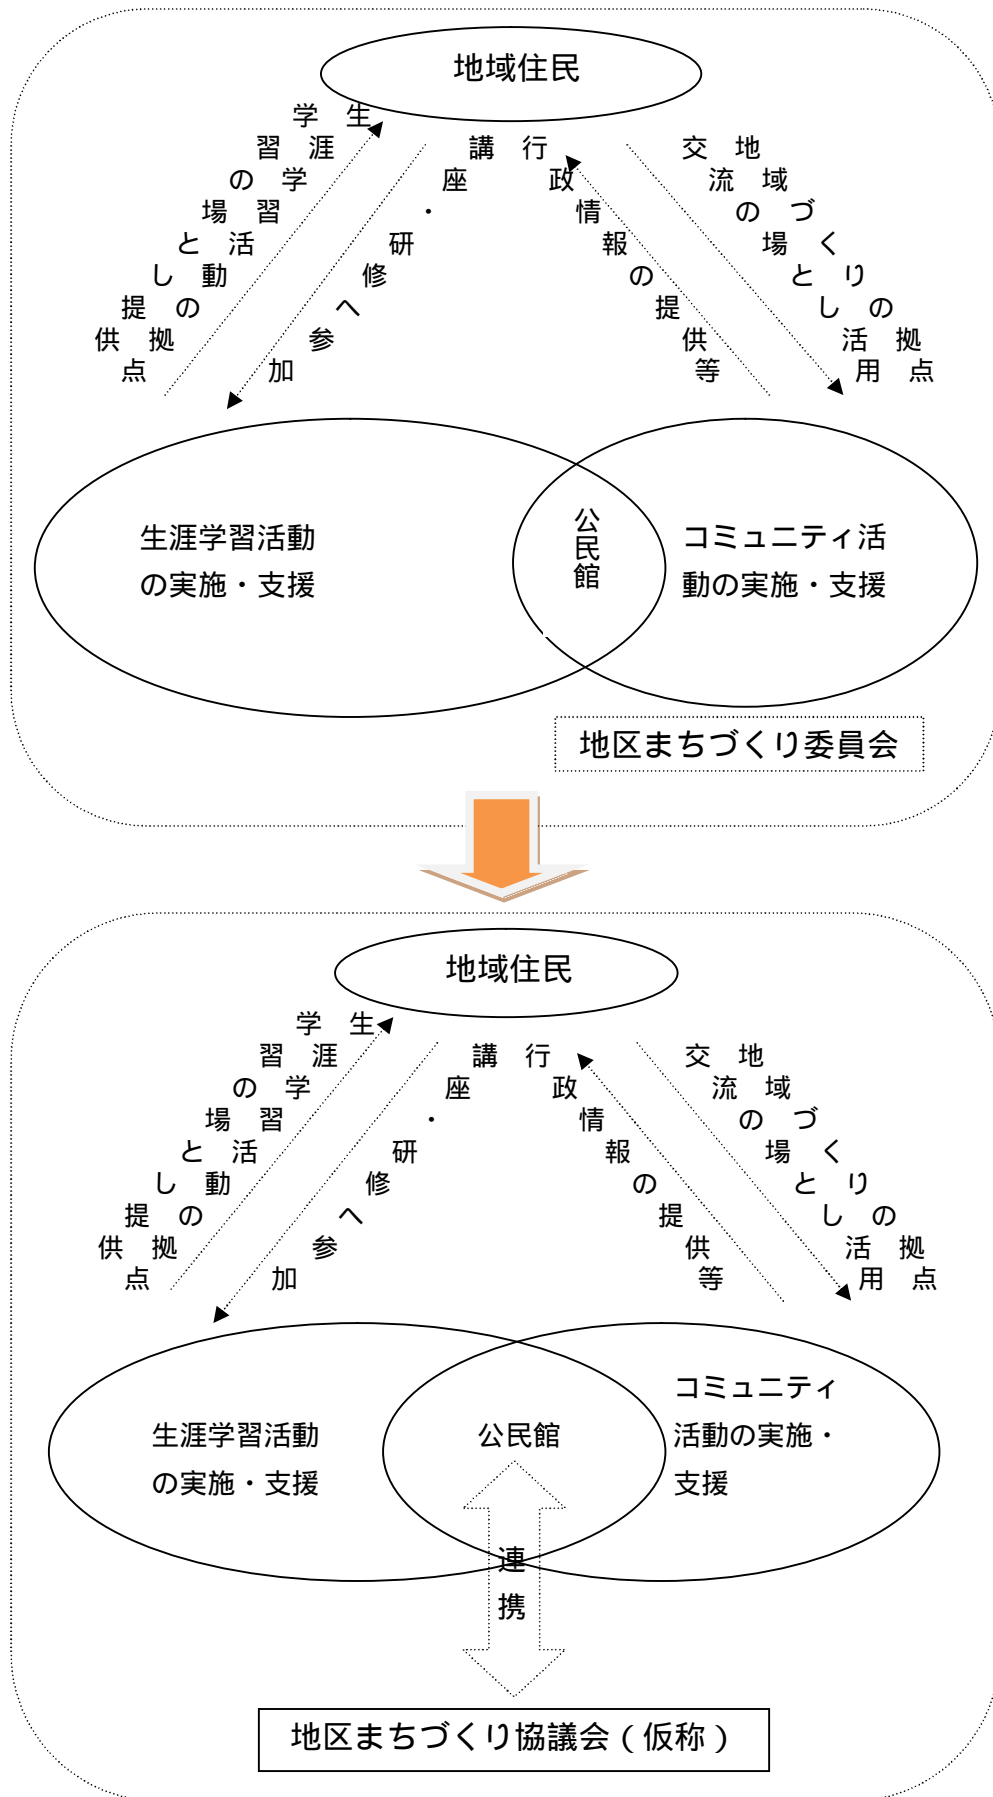 地域住民
生涯学習活動の拠点
学習の場として提供
講座・研修へ参加
行政情報の提供等
地域づくりの拠点
交流の場として活用
生涯学習活動
の実施・支援
公民館
コミュニティ活
動の実施・支援
地区まちづくり委員会
地域住民
生涯学習活動の拠点
学習の場として提供
講座・研修へ参加
行政情報の提供等
地域づくりの拠点
交流の場として活用
生涯学習活動
の実施・支援
公民館
コミュニティ
活動の実施・
支援
連携
地区まちづくり協議会（仮称）